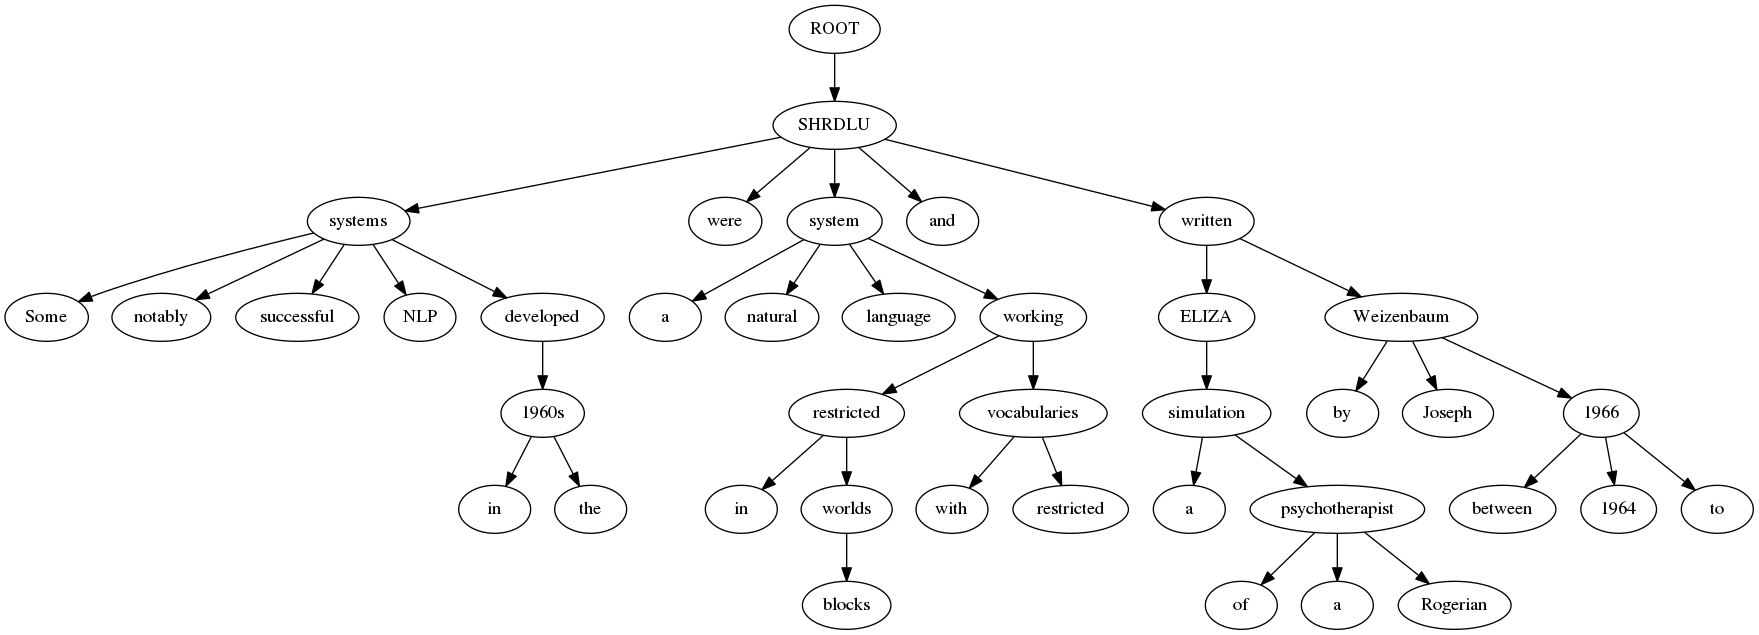 ROOT
SHRDLU
systems were system and written
Some notably successful NLP developed a natural language working ELIZA Weizenbaum
1960s restricted vocabularies simulation by Joseph 1966
in the in worlds with restricted a psychotherapist between 1964 to
blocks of a Rogerian